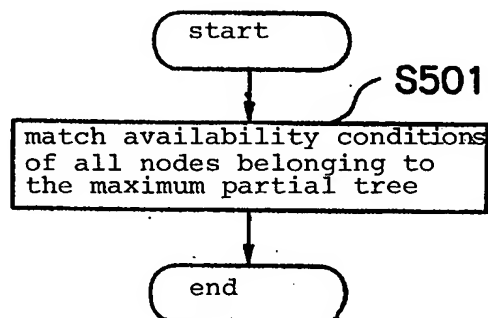 start
S501
match availability conditions
of all nodes belonging to
the maximum partial tree
end